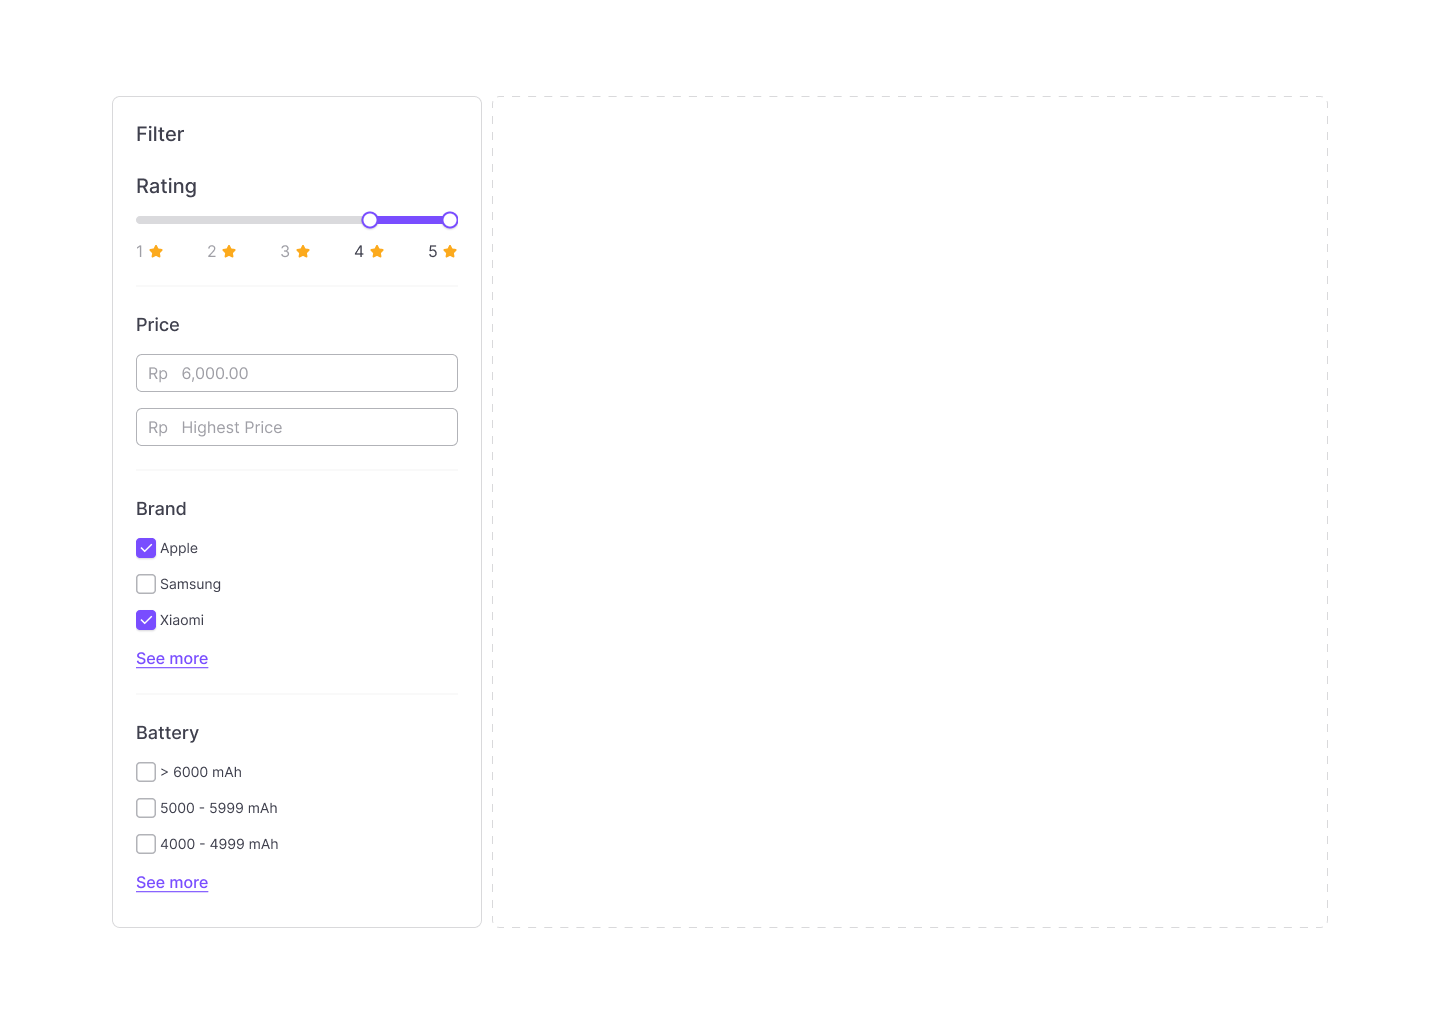 Filter
Rating
1 2 3 4 5
Price
Rp 6,000.00
Rp Highest Price
Brand
Apple
Samsung
Xiaomi
See more
Battery
> 6000 mAh
5000 - 5999 mAh
4000 - 4999 mAh
See more